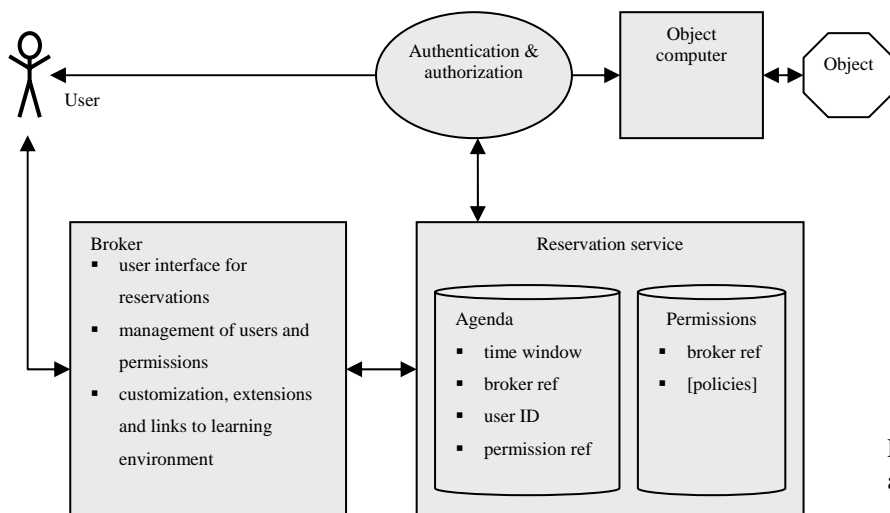 Authentication &
authorization
Object
computer
Object
User
Broker
▪ user interface for
reservations
▪ management of users and
permissions
▪ customization, extensions
and links to learning
environment
Reservation service
Agenda
▪ time window
▪ broker ref
▪ user ID
▪ permission ref
Permissions
▪ broker ref
▪ [policies]